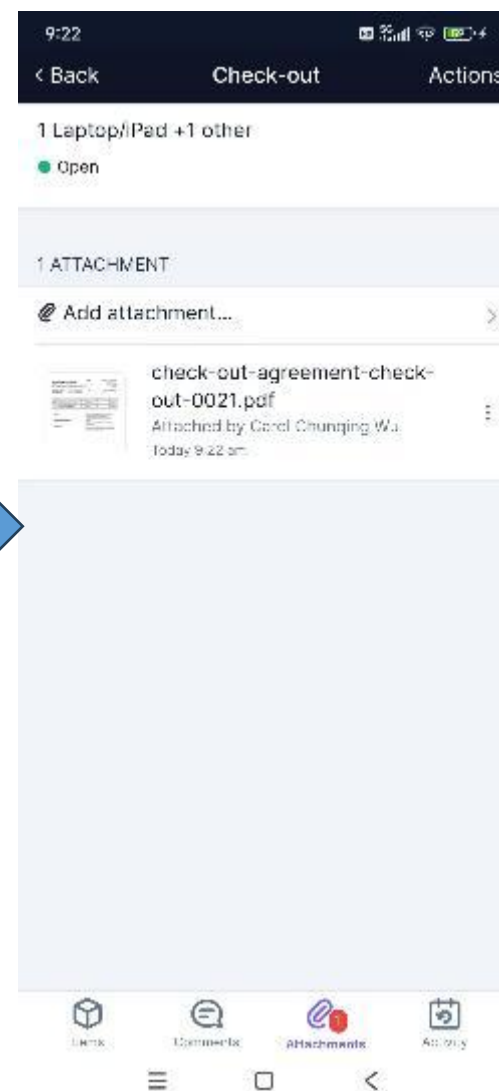 9:22
< Back
Check-out
Actions
1 Laptop/iPad +1 other
Open
1 ATTACHMENT
Add attachment...
check-out-agreement-check-
out-0021.pdf
Attached by Carol Chunqing Wu
Today 9:22 am
Items
Comments
Attachments
1
Activity